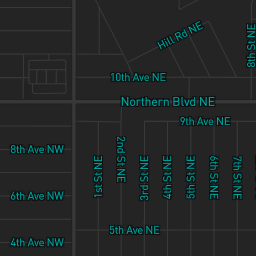 Hill Rd NE
8th St NE
10th Ave NE
Northern Blvd NE
9th Ave NE
8th Ave NW
1st St NE
2nd St NE
3rd St NE
4th St NE
5th St NE
6th St NE
7th St NE
6th Ave NW
5th Ave NE
4th Ave NW